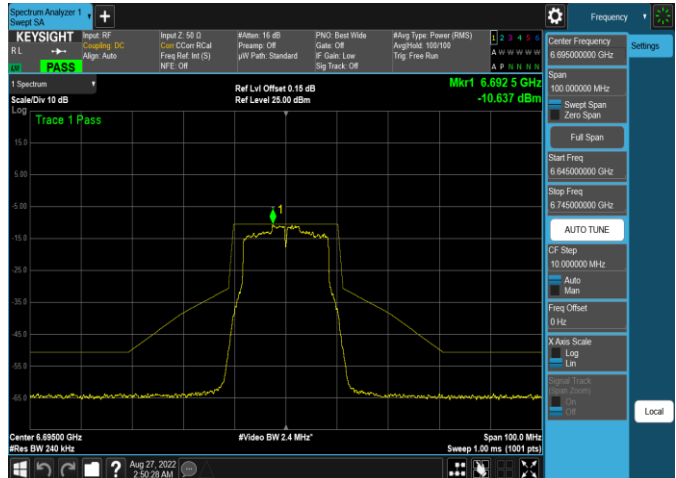 Spectrum Analyzer 1
Swept SA
Frequency
KEYSIGHT
Input: RF
Input Z: 50 Ω
#Atten: 16 dB
PNO: Best Wide
#Avg Type: Power (RMS)
1 2 3 4 5 6
RL
Coupling: DC
Corr CCorr RCal
Preamp: Off
Gate: Off
Avg|Hold: 100/100
A W W W W W
Align: Auto
Freq Ref: Int (S)
µW Path: Standard
IF Gain: Low
Trig: Free Run
LW
PASS
NFE: Off
Sig Track: Off
A P N N N N
1 Spectrum
Ref Lvl Offset 0.15 dB
Mkr1 6.692 5 GHz
Scale/Div 10 dB
Ref Level 25.00 dBm
-10.637 dBm
Log
Trace 1 Pass
15.0
5.00
-5.00
1
-15.0
-25.0
-35.0
-45.0
-55.0
-65.0
Center 6.69500 GHz
#Video BW 2.4 MHz*
Span 100.0 MHz
#Res BW 240 kHz
Sweep 1.00 ms (1001 pts)
Aug 27, 2022
2:50:28 AM
?
Center Frequency
6.695000000 GHz
Settings
Span
100.000000 MHz
Swept Span
Zero Span
Full Span
Start Freq
6.645000000 GHz
Stop Freq
6.745000000 GHz
AUTO TUNE
CF Step
10.000000 MHz
Auto
Man
Freq Offset
0 Hz
X Axis Scale
Log
Lin
Signal Track
(Span Zoom)
On
Off
Local